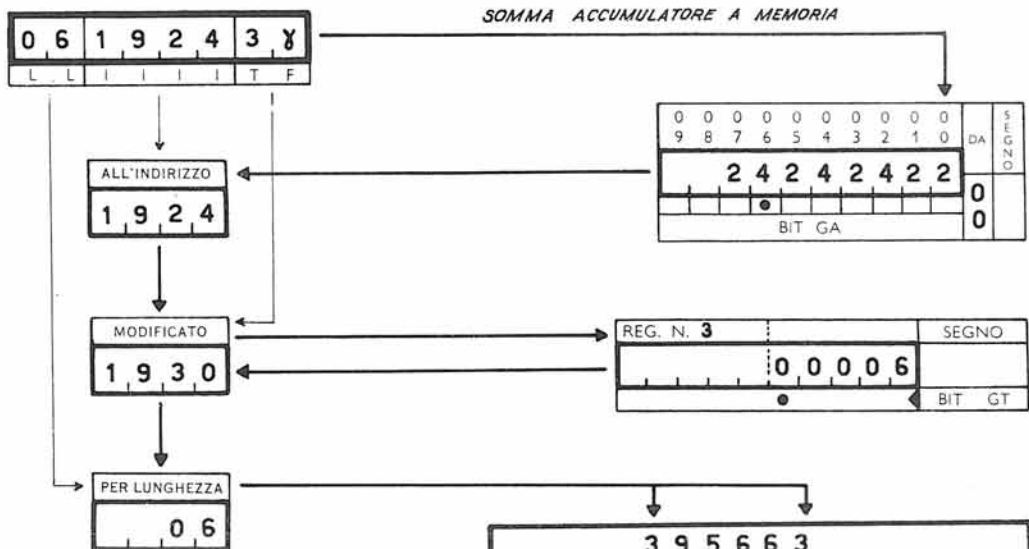 SOMMA ACCUMULATORE A MEMORIA
0 6 1 9 2 4 3 ɣ
L L I I I I T F
0 0 0 0 0 0 0 0 0 0
9 8 7 6 5 4 3 2 1 0
DA
SEGNO
2 4 2 4 2 4 2 2
0
0
BIT GA
ALL'INDIRIZZO
1 9 2 4
MODIFICATO
1 9 3 0
REG. N. 3
SEGNO
0 0 0 0 6
BIT GT
PER LUNGHEZZA
0 6
3 9 5 6 6 3